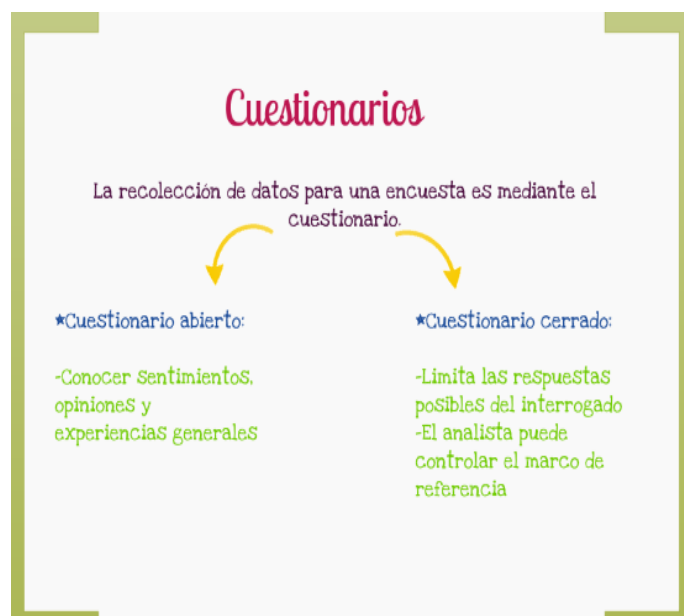 Cuestionarios
La recolección de datos para una encuesta es mediante el
cuestionario.
★Cuestionario abierto:
-Conocer sentimientos,
opiniones y
experiencias generales
★Cuestionario cerrado:
-Limita las respuestas
posibles del interrogado
-El analista puede
controlar el marco de
referencia